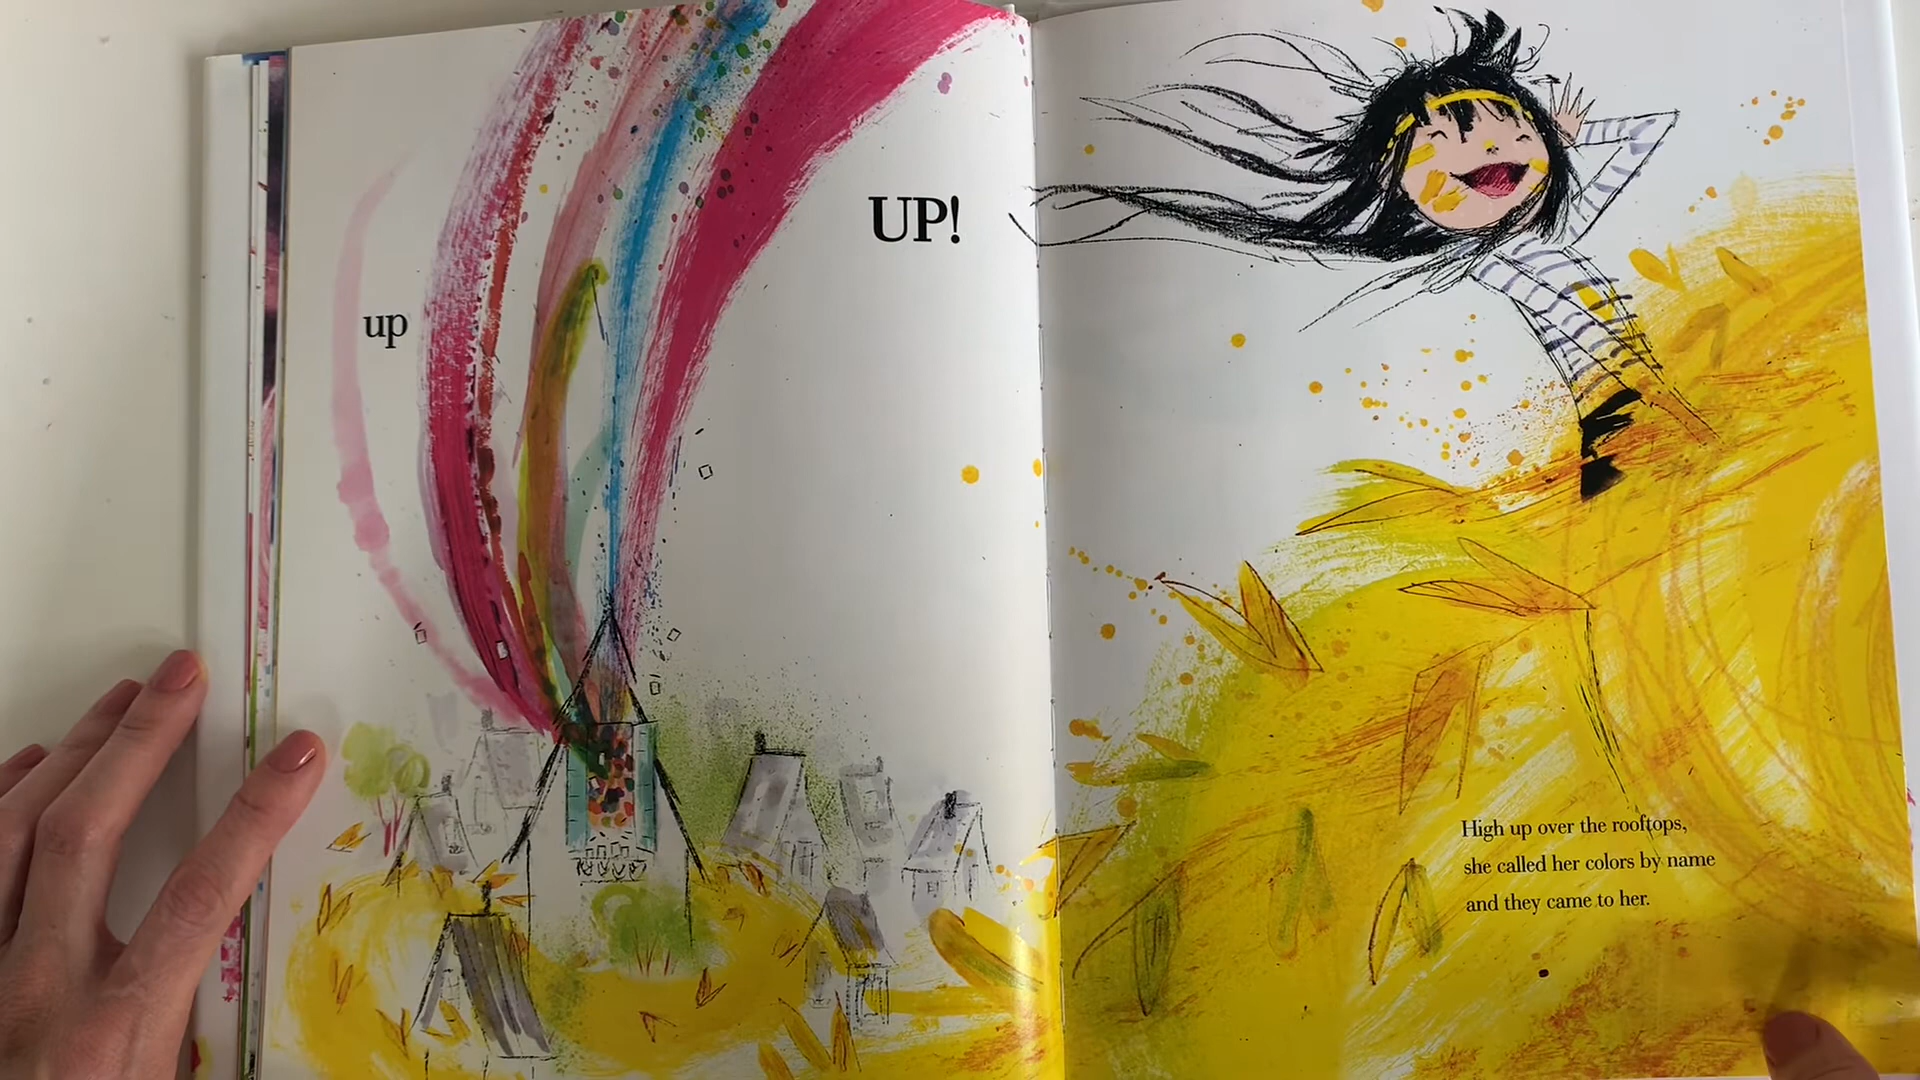 up
UP!
High up over the rooftops,
she called her colors by name
and they came to her.